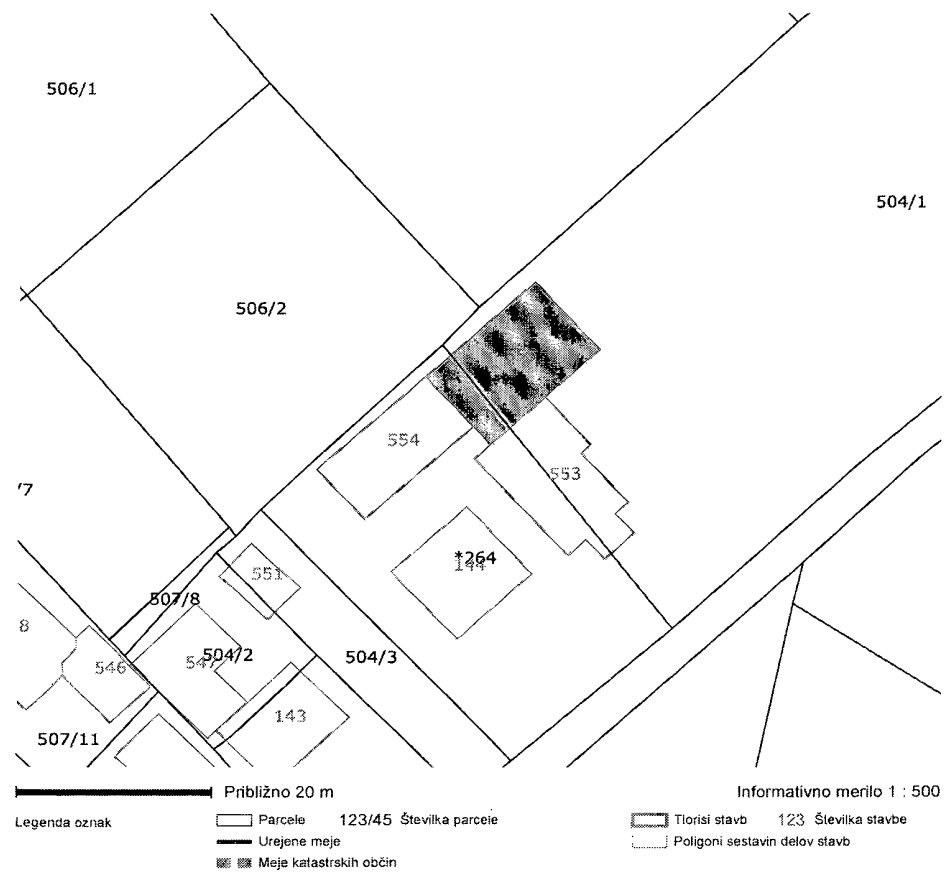 506/1
504/1
506/2
554
553
/7
*264
144
551
507/8
8
546
547
504/2
504/3
143
507/11
Približno 20 m
Informativno merilo 1 : 500
Legenda oznak
Parcele 123/45 Številka parcele
Tlorisi stavb 123 Številka stavbe
Urejene meje
Poligoni sestavin delov stavb
Meje katastrskih občin